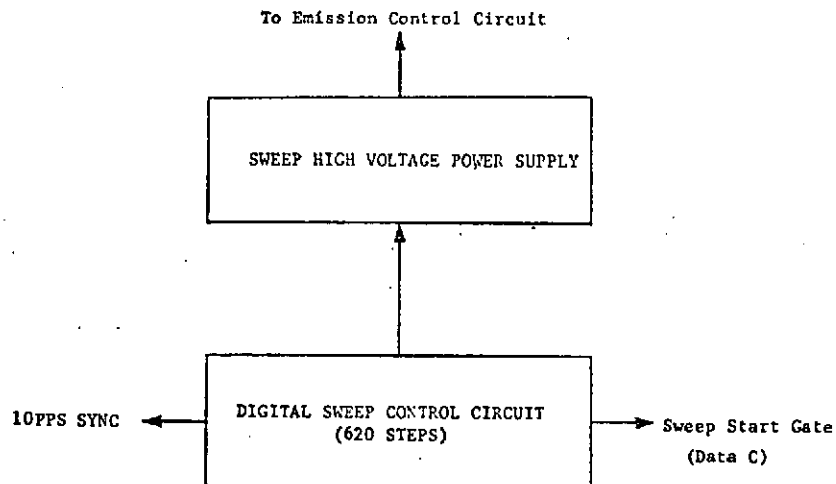 To Emission Control Circuit
SWEEP HIGH VOLTAGE POWER SUPPLY
DIGITAL SWEEP CONTROL CIRCUIT
(620 STEPS)
10PPS SYNC
Sweep Start Gate
(Data C)